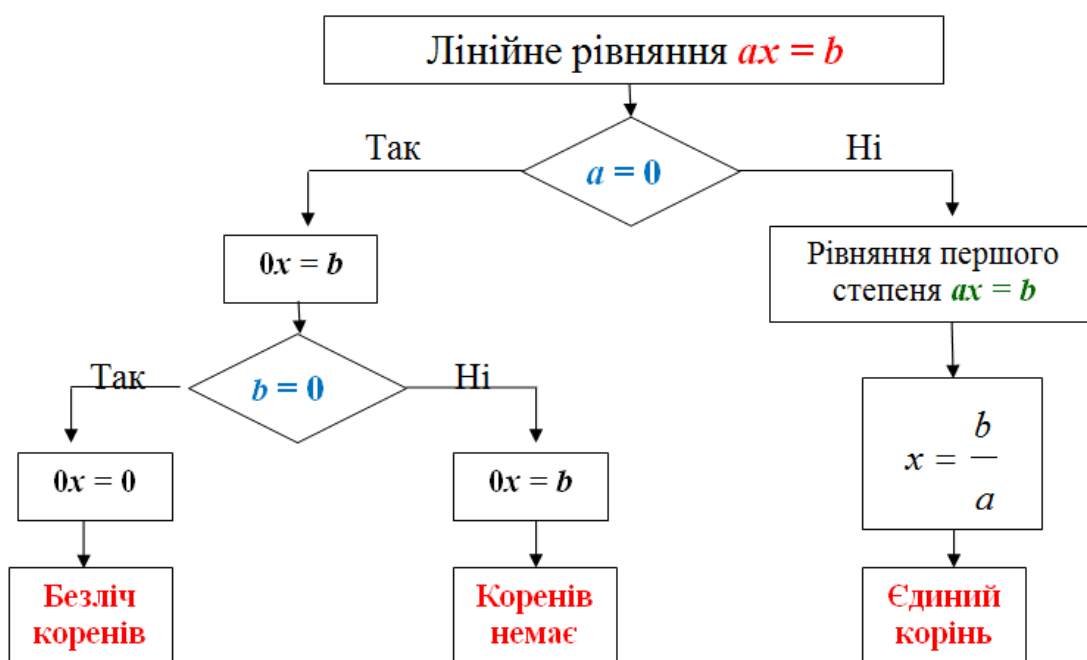 Лінійне рівняння ax = b
Так
Ні
a = 0
0x = b
Рівняння першого
степеня ax = b
Так
Ні
b = 0
x = b/a
0x = 0
0x = b
Безліч
коренів
Коренів
немає
Єдиний
корінь